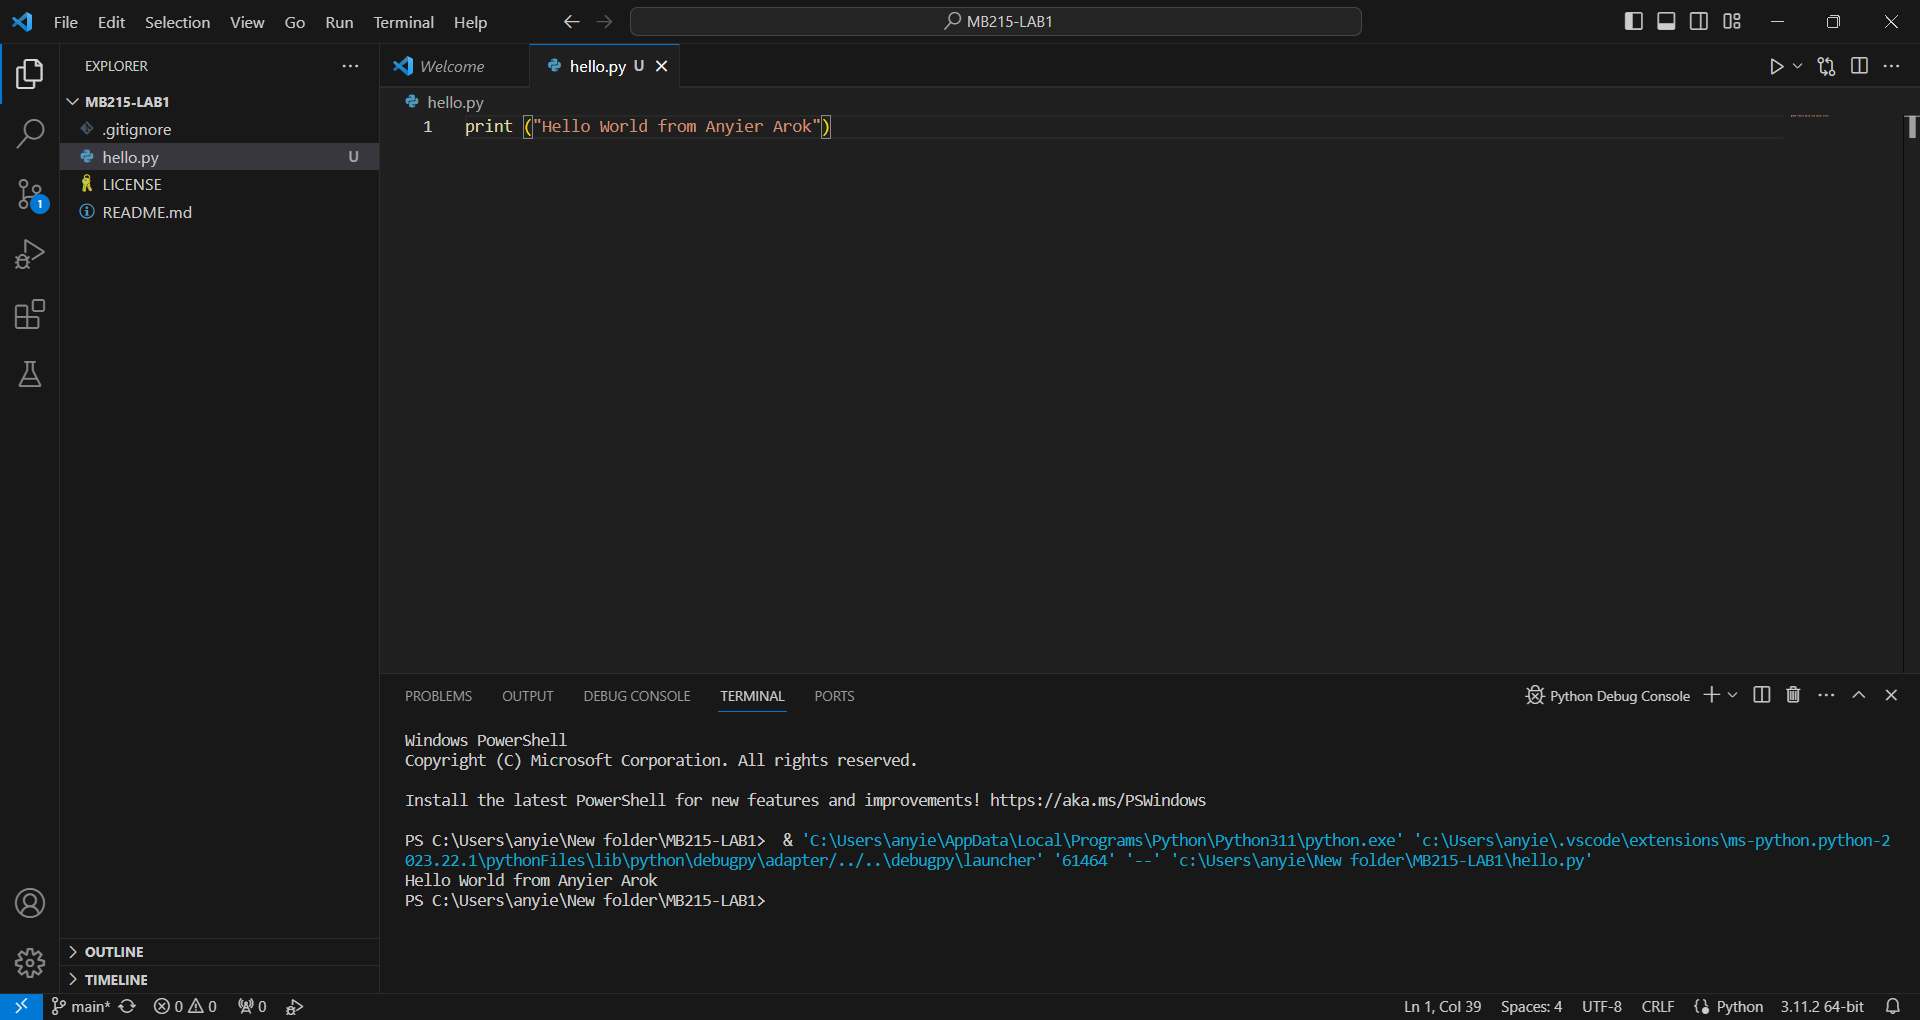 File Edit Selection View Go Run Terminal Help
MB215-LAB1
EXPLORER
MB215-LAB1
.gitignore
hello.py U
LICENSE
README.md
OUTLINE
TIMELINE
1
Welcome
hello.py U
hello.py
1 print ("Hello World from Anyier Arok")
PROBLEMS OUTPUT DEBUG CONSOLE TERMINAL PORTS
Python Debug Console
Windows PowerShell
Copyright (C) Microsoft Corporation. All rights reserved.
Install the latest PowerShell for new features and improvements! https://aka.ms/PSWindows
PS C:\Users\anyie\New folder\MB215-LAB1>  & 'C:\Users\anyie\AppData\Local\Programs\Python\Python311\python.exe' 'c:\Users\anyie\.vscode\extensions\ms-python.python-2
023.22.1\pythonFiles\lib\python\debugpy\adapter/../..\debugpy\launcher' '61464' '--' 'c:\Users\anyie\New folder\MB215-LAB1\hello.py'
Hello World from Anyier Arok
PS C:\Users\anyie\New folder\MB215-LAB1>
main* 0 0 0
Ln 1, Col 39 Spaces: 4 UTF-8 CRLF Python 3.11.2 64-bit